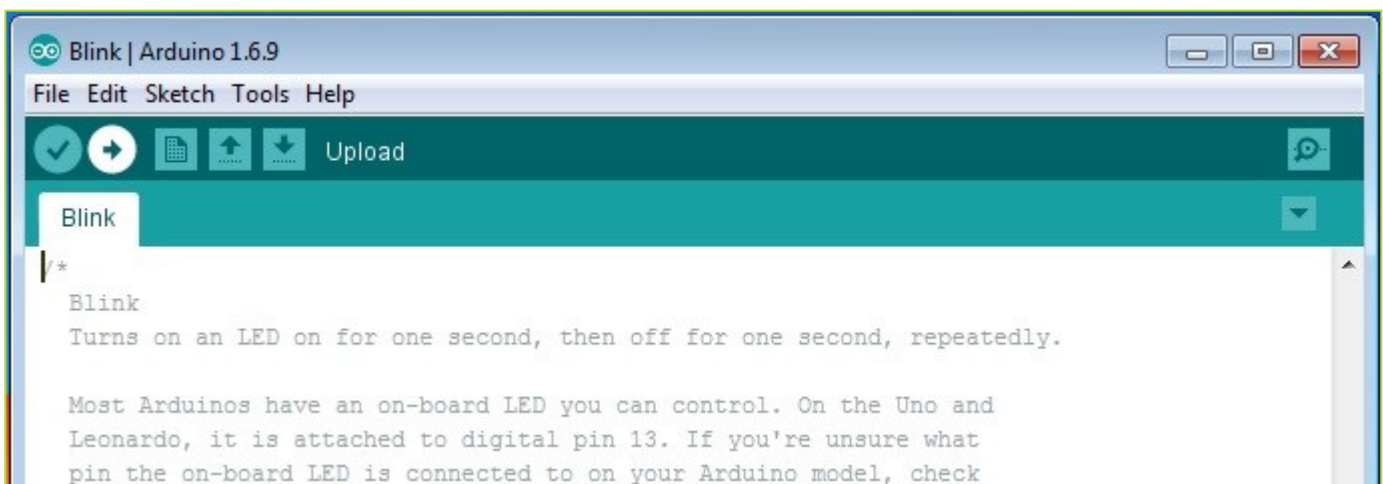 Blink | Arduino 1.6.9
File Edit Sketch Tools Help
Upload
Blink
/*
Blink
Turns on an LED on for one second, then off for one second, repeatedly.
Most Arduinos have an on-board LED you can control. On the Uno and
Leonardo, it is attached to digital pin 13. If you're unsure what
pin the on-board LED is connected to on your Arduino model, check